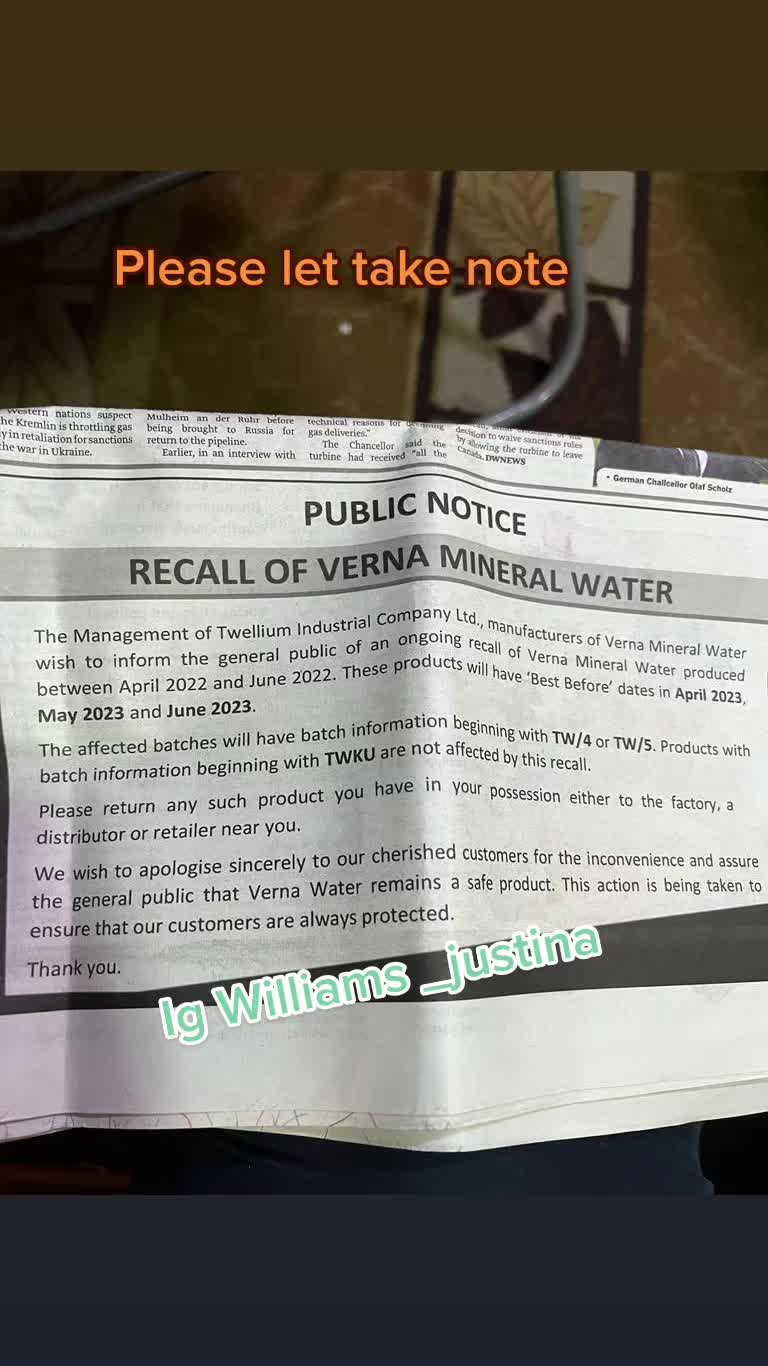 Please let take note
Western nations suspect
he Kremlin is throttling gas
y in retaliation for sanctions
the war in Ukraine.
Mulheim an der Ruhr before
being brought to Russia for
return to the pipeline.
Earlier, in an interview with
technical reasons for
gas deliveries."
The Chancellor said the
turbine had received "all the
decision to waive sanctions rules
by allowing the turbine to leave
Canada. DWNEWS
• German Challcellor Olaf Scholz
PUBLIC NOTICE
RECALL OF VERNA MINERAL WATER
The Management of Twellium Industrial Company Ltd., manufacturers of Verna Mineral Water
wish to inform the general public of an ongoing recall of Verna Mineral Water produced
between April 2022 and June 2022. These products will have 'Best Before' dates in April 2023,
May 2023 and June 2023.
The affected batches will have batch information beginning with TW/4 or TW/5. Products with
batch information beginning with TWKU are not affected by this recall.
Please return any such product you have in your possession either to the factory, a
distributor or retailer near you.
We wish to apologise sincerely to our cherished customers for the inconvenience and assure
the general public that Verna Water remains a safe product. This action is being taken to
ensure that our customers are always protected.
Thank you.
Ig Williams _justina